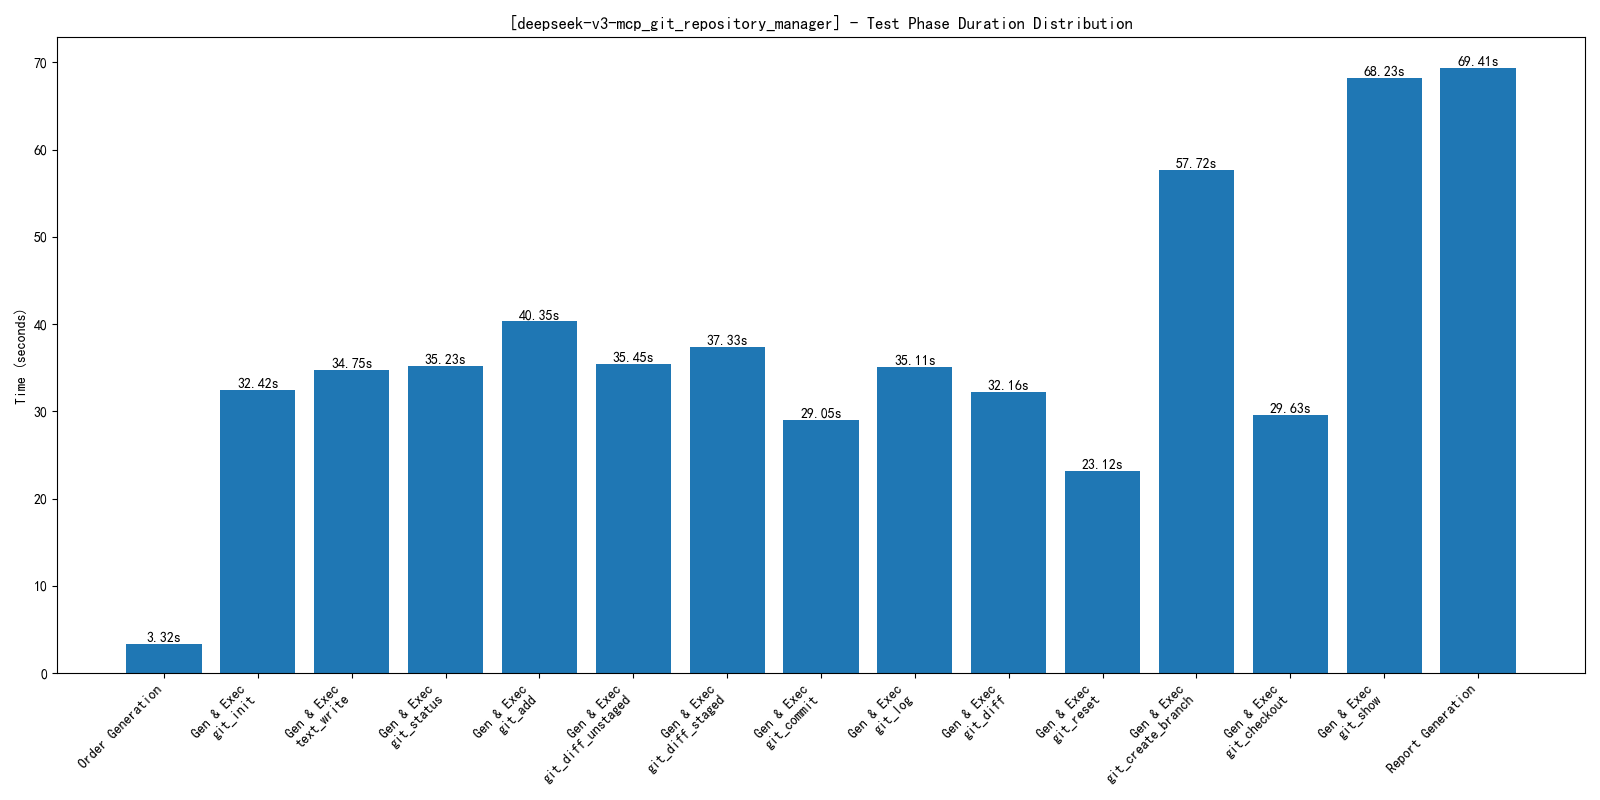 [deepseek-v3-mcp_git_repository_manager] - Test Phase Duration Distribution
Time (seconds)
70
60
50
40
30
20
10
0
3.32s
32.42s
34.75s
35.23s
40.35s
35.45s
37.33s
29.05s
35.11s
32.16s
23.12s
57.72s
29.63s
68.23s
69.41s
Order Generation
Gen & Exec
git_init
Gen & Exec
text_write
Gen & Exec
git_status
Gen & Exec
git_add
Gen & Exec
git_diff_unstaged
Gen & Exec
git_diff_staged
Gen & Exec
git_commit
Gen & Exec
git_log
Gen & Exec
git_diff
Gen & Exec
git_reset
Gen & Exec
git_create_branch
Gen & Exec
git_checkout
Gen & Exec
git_show
Report Generation